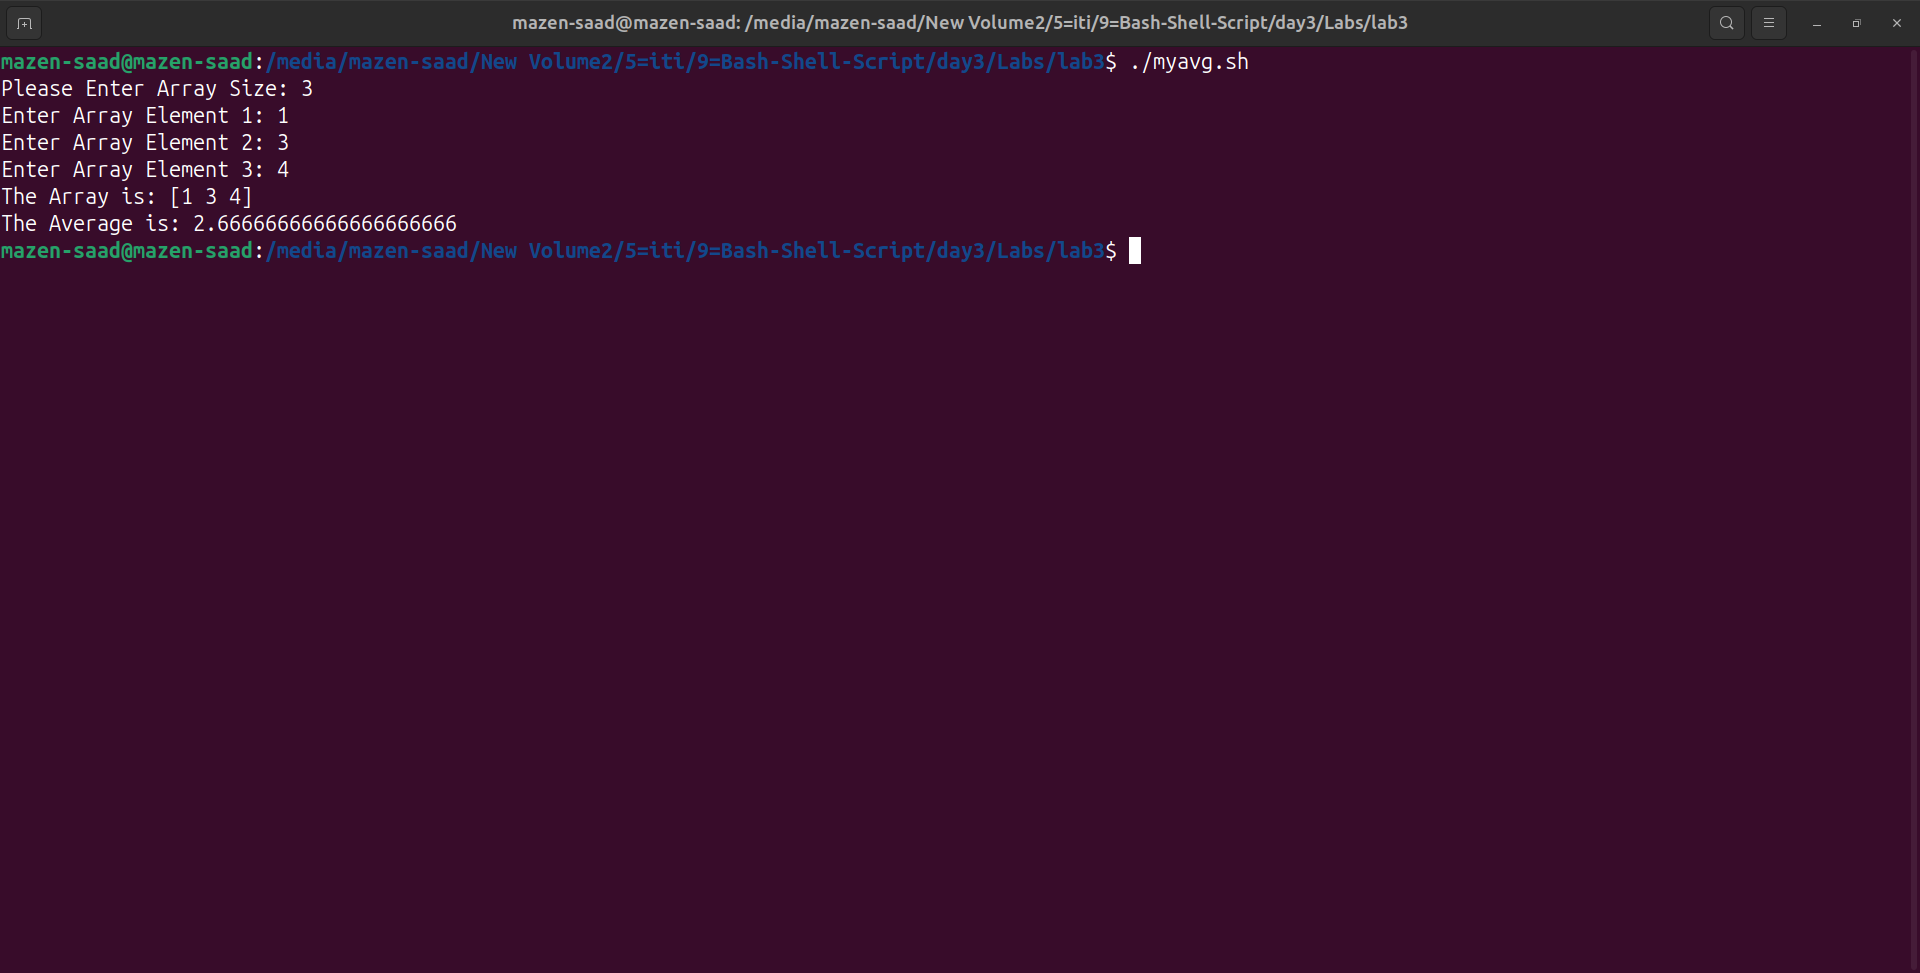 mazen-saad@mazen-saad: /media/mazen-saad/New Volume2/5=iti/9=Bash-Shell-Script/day3/Labs/lab3
mazen-saad@mazen-saad:/media/mazen-saad/New Volume2/5=iti/9=Bash-Shell-Script/day3/Labs/lab3$ ./myavg.sh
Please Enter Array Size: 3
Enter Array Element 1: 1
Enter Array Element 2: 3
Enter Array Element 3: 4
The Array is: [1 3 4]
The Average is: 2.66666666666666666666
mazen-saad@mazen-saad:/media/mazen-saad/New Volume2/5=iti/9=Bash-Shell-Script/day3/Labs/lab3$